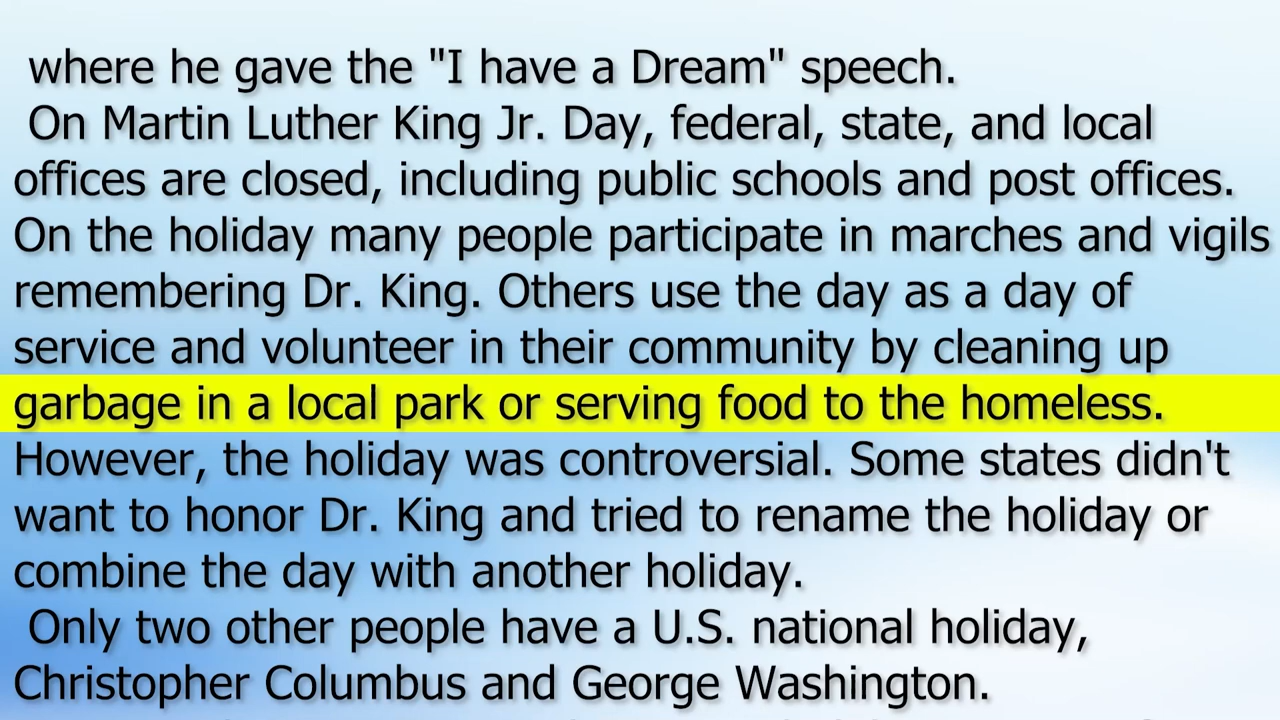 where he gave the "I have a Dream" speech.
On Martin Luther King Jr. Day, federal, state, and local
offices are closed, including public schools and post offices.
On the holiday many people participate in marches and vigils
remembering Dr. King. Others use the day as a day of
service and volunteer in their community by cleaning up
garbage in a local park or serving food to the homeless.
However, the holiday was controversial. Some states didn't
want to honor Dr. King and tried to rename the holiday or
combine the day with another holiday.
Only two other people have a U.S. national holiday,
Christopher Columbus and George Washington.